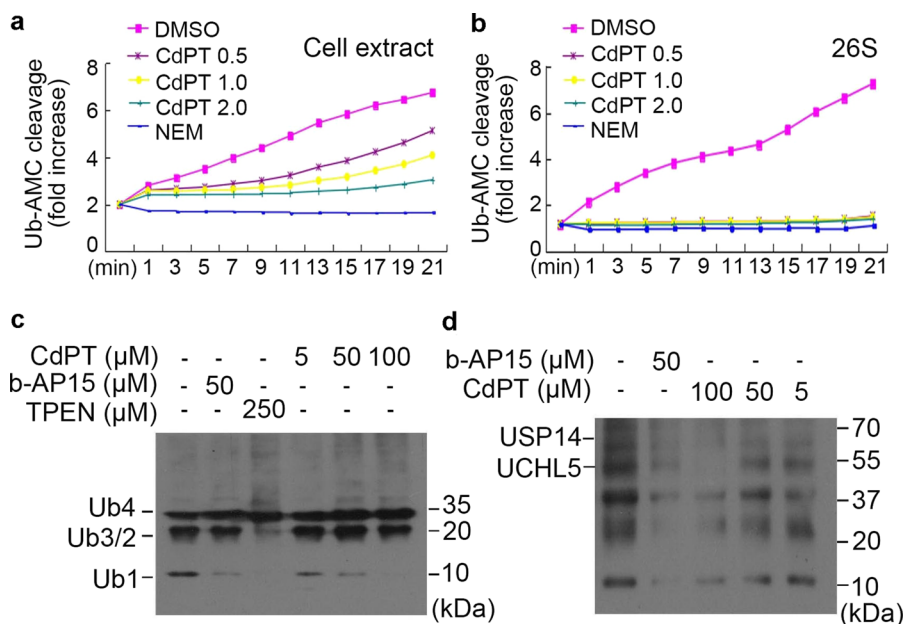 a
DMSO
CdPT 0.5
CdPT 1.0
CdPT 2.0
NEM
Cell extract
Ub-AMC cleavage
(fold increase)
8
6
4
2
0
(min) 1 3 5 7 9 11 13 15 17 19 21
b
DMSO
CdPT 0.5
CdPT 1.0
CdPT 2.0
NEM
26S
Ub-AMC cleavage
(fold increase)
8
6
4
2
0
(min) 1 3 5 7 9 11 13 15 17 19 21
c
CdPT (µM) - - - 5 50 100
b-AP15 (µM) - 50 - - - -
TPEN (µM) - - 250 - - -
Ub4
Ub3/2
Ub1
35
20
10
(kDa)
d
b-AP15 (µM) - 50 - - -
CdPT (µM) - - 100 50 5
USP14
UCHL5
70
55
37
20
10
(kDa)